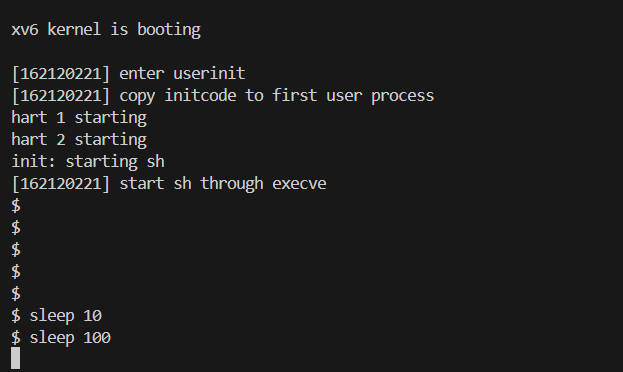 xv6 kernel is booting
[162120221] enter userinit
[162120221] copy initcode to first user process
hart 1 starting
hart 2 starting
init: starting sh
[162120221] start sh through execve
$
$
$
$
$
$ sleep 10
$ sleep 100